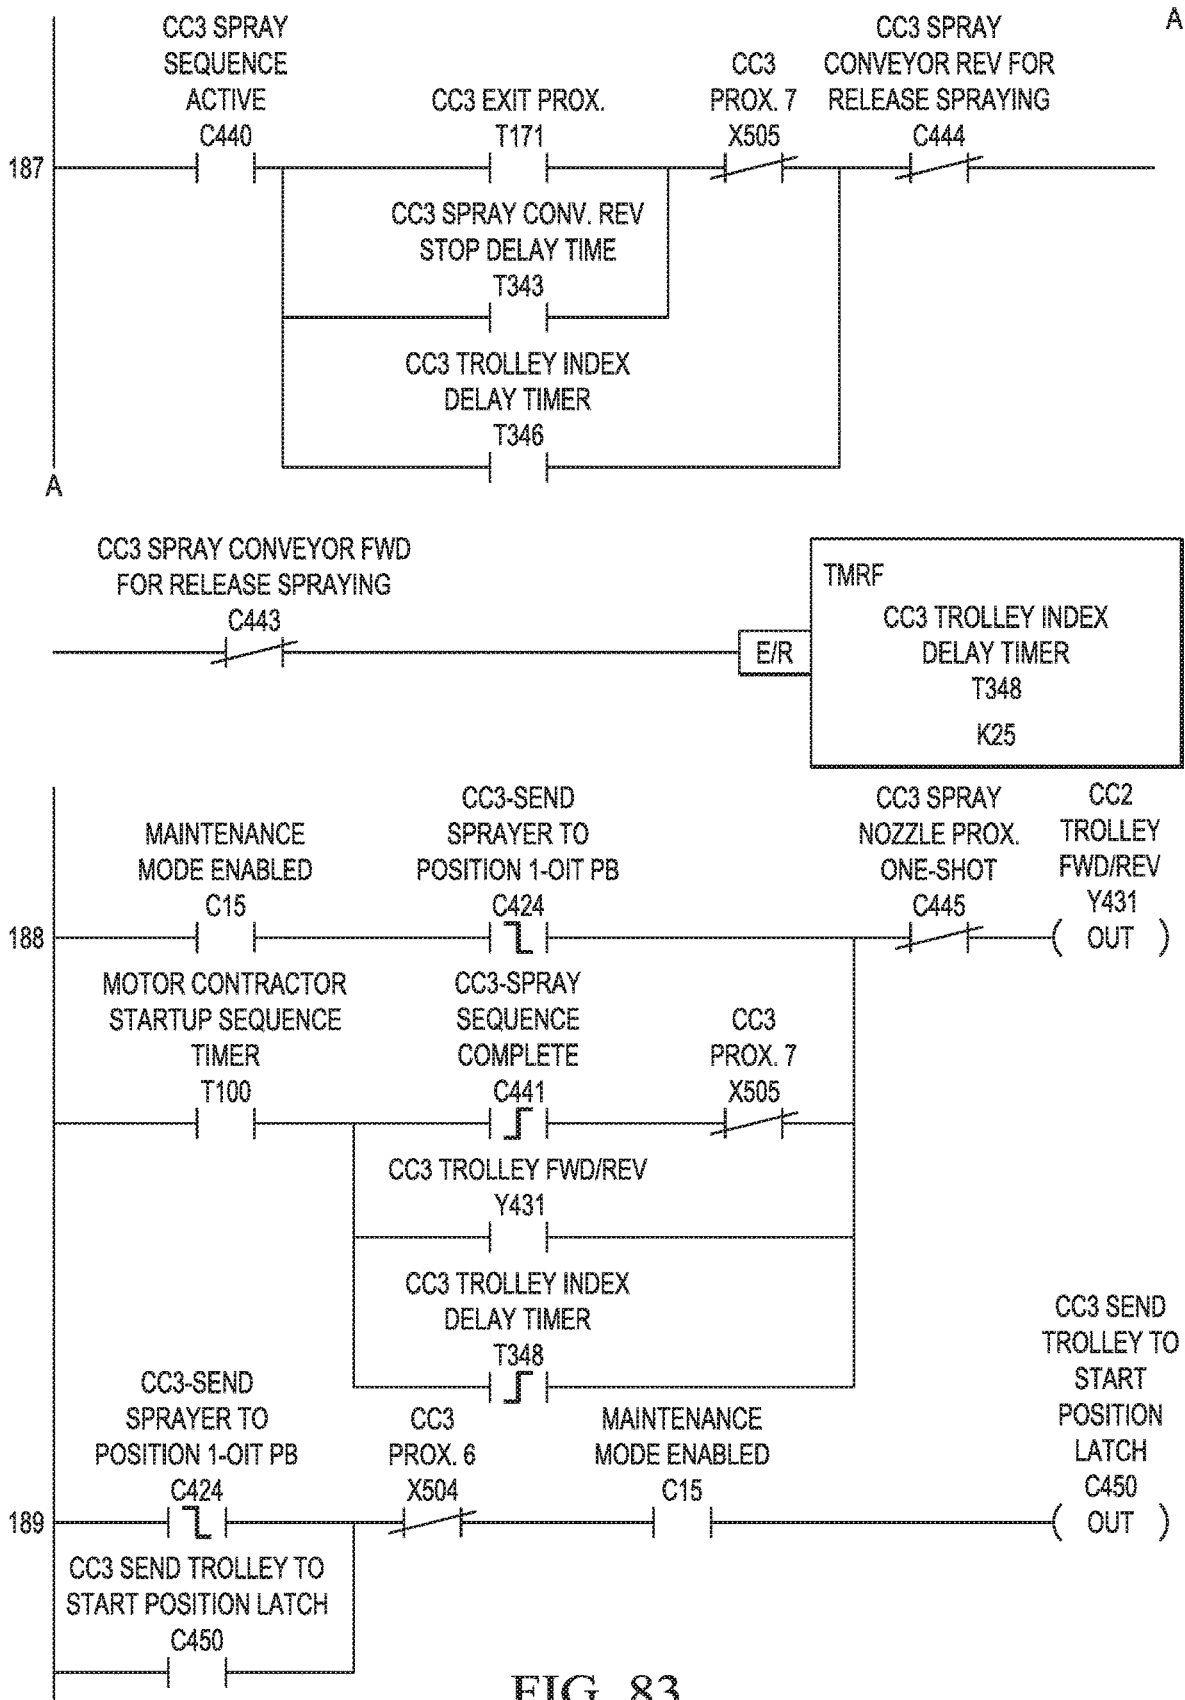 A
CC3 SPRAY
SEQUENCE
ACTIVE
C440
CC3 EXIT PROX.
T171
CC3
PROX. 7
X505
CC3 SPRAY
CONVEYOR REV FOR
RELEASE SPRAYING
C444
187
CC3 SPRAY CONV. REV
STOP DELAY TIME
T343
CC3 TROLLEY INDEX
DELAY TIMER
T346
A
CC3 SPRAY CONVEYOR FWD
FOR RELEASE SPRAYING
C443
E/R
TMRF
CC3 TROLLEY INDEX
DELAY TIMER
T348
K25
MAINTENANCE
MODE ENABLED
C15
CC3-SEND
SPRAYER TO
POSITION 1-OIT PB
C424
CC3 SPRAY
NOZZLE PROX.
ONE-SHOT
C445
CC2
TROLLEY
FWD/REV
Y431
188
( OUT )
MOTOR CONTRACTOR
STARTUP SEQUENCE
TIMER
T100
CC3-SPRAY
SEQUENCE
COMPLETE
C441
CC3
PROX. 7
X505
CC3 TROLLEY FWD/REV
Y431
CC3 TROLLEY INDEX
DELAY TIMER
T348
CC3-SEND
SPRAYER TO
POSITION 1-OIT PB
C424
CC3
PROX. 6
X504
MAINTENANCE
MODE ENABLED
C15
CC3 SEND
TROLLEY TO
START
POSITION
LATCH
C450
189
( OUT )
CC3 SEND TROLLEY TO
START POSITION LATCH
C450
FIG. 83